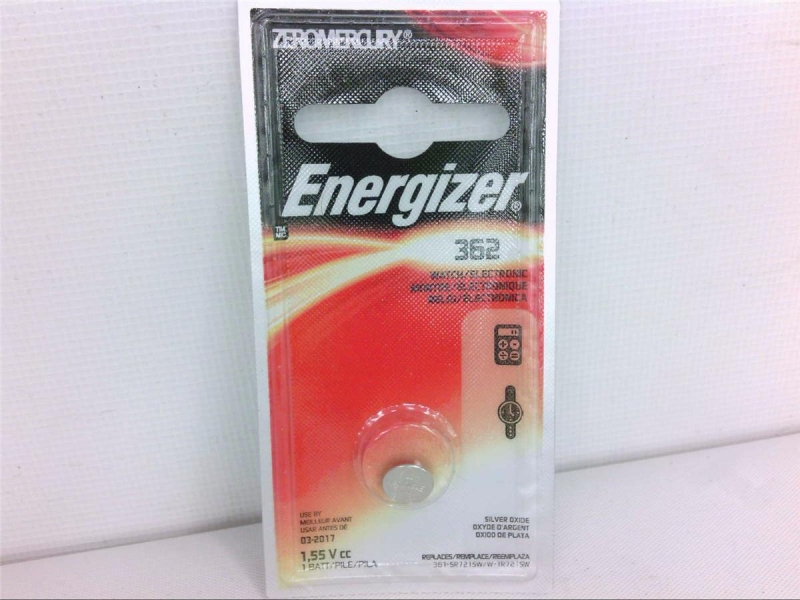 ZEROMERCURY®
Energizer®
TM
MC
362
WATCH/ELECTRONIC
MONTRE/ÉLECTRONIQUE
RELOJ/ELECTRÓNICA
USE BY
MEILLEUR AVANT
USAR ANTES DE
03-2017
1,55 V cc
1 BATT/PILE/PILA
SILVER OXIDE
OXYDE D'ARGENT
OXIDO DE PLATA
REPLACES/REMPLACE/REEMPLAZA
361-SR721SW/W-TR721SW